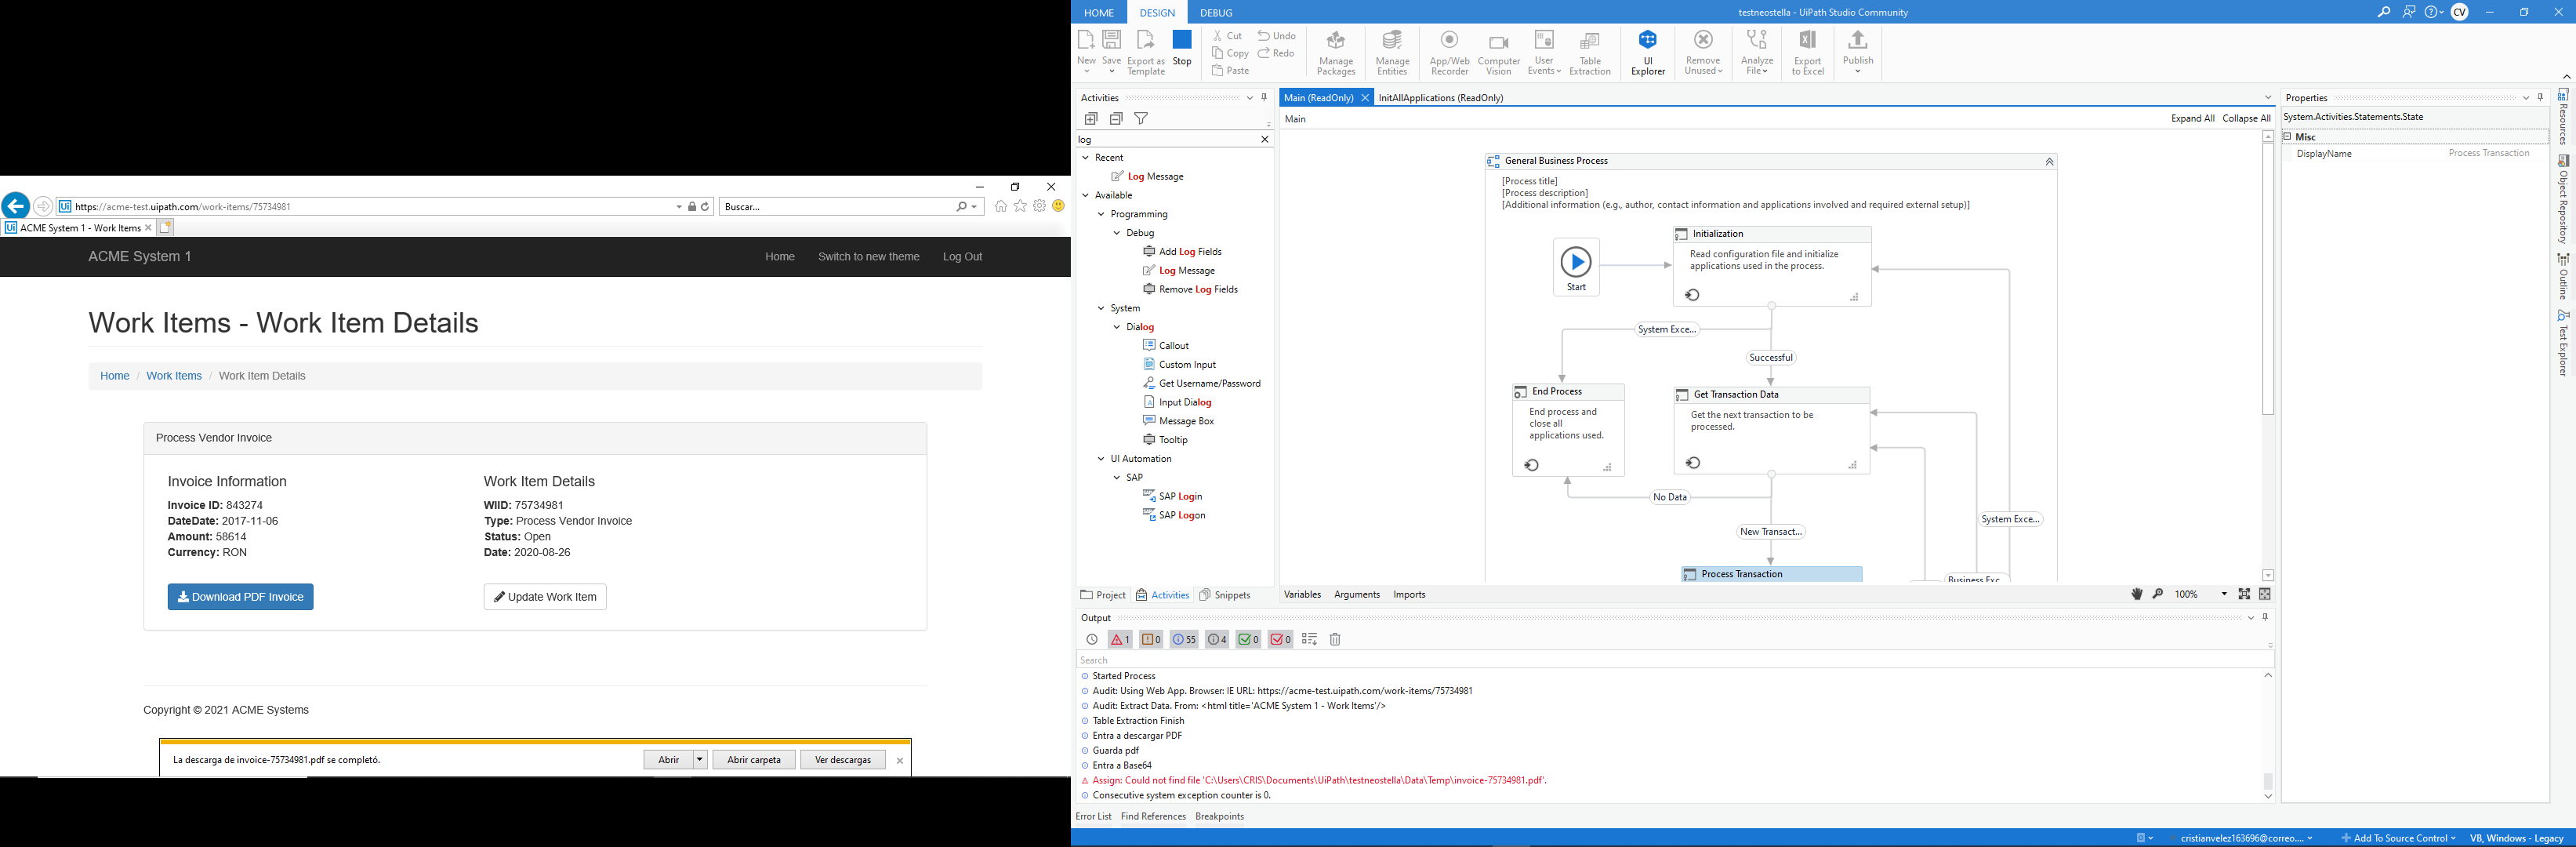 https://acme-test.uipath.com/work-items/75734981
Buscar...
ACME System 1 - Work Items
ACME System 1
Home
Switch to new theme
Log Out
Work Items - Work Item Details
Home / Work Items / Work Item Details
Process Vendor Invoice
Invoice Information
Invoice ID: 843274
DateDate: 2017-11-06
Amount: 58614
Currency: RON
Download PDF Invoice
Work Item Details
WIID: 75734981
Type: Process Vendor Invoice
Status: Open
Date: 2020-08-26
Update Work Item
Copyright © 2021 ACME Systems
La descarga de invoice-75734981.pdf se completó.
Abrir
Abrir carpeta
Ver descargas
HOME
DESIGN
DEBUG
testneostella - UiPath Studio Community
CV
New
Save
Export as Template
Stop
Cut
Copy
Paste
Undo
Redo
Manage Packages
Manage Entities
App/Web Recorder
Computer Vision
User Events
Table Extraction
UI Explorer
Remove Unused
Analyze File
Export to Excel
Publish
Activities
log
Recent
Log Message
Available
Programming
Debug
Add Log Fields
Log Message
Remove Log Fields
System
Dialog
Callout
Custom Input
Get Username/Password
Input Dialog
Message Box
Tooltip
UI Automation
SAP
SAP Login
SAP Logon
Project
Activities
Snippets
Main (ReadOnly)
InitAllApplications (ReadOnly)
Main
Expand All
Collapse All
General Business Process
[Process title]
[Process description]
[Additional information (e.g., author, contact information and applications involved and required external setup)]
Start
Initialization
Read configuration file and initialize
applications used in the process.
System Exce...
Successful
End Process
End process and
close all
applications used.
Get Transaction Data
Get the next transaction to be
processed.
No Data
New Transact...
System Exce...
Business Exc...
Process Transaction
Variables
Arguments
Imports
100%
Output
1
0
55
4
0
0
Search
Started Process
Audit: Using Web App. Browser: IE URL: https://acme-test.uipath.com/work-items/75734981
Audit: Extract Data. From: <html title='ACME System 1 - Work Items'/>
Table Extraction Finish
Entra a descargar PDF
Guarda pdf
Entra a Base64
Assign: Could not find file 'C:\Users\CRIS\Documents\UiPath\testneostella\Data\Temp\invoice-75734981.pdf'.
Consecutive system exception counter is 0.
Error List
Find References
Breakpoints
Properties
System.Activities.Statements.State
Misc
DisplayName
Process Transaction
Resources
Object Repository
Outline
Test Explorer
cristianvelez163696@correo....
Add To Source Control
VB, Windows - Legacy